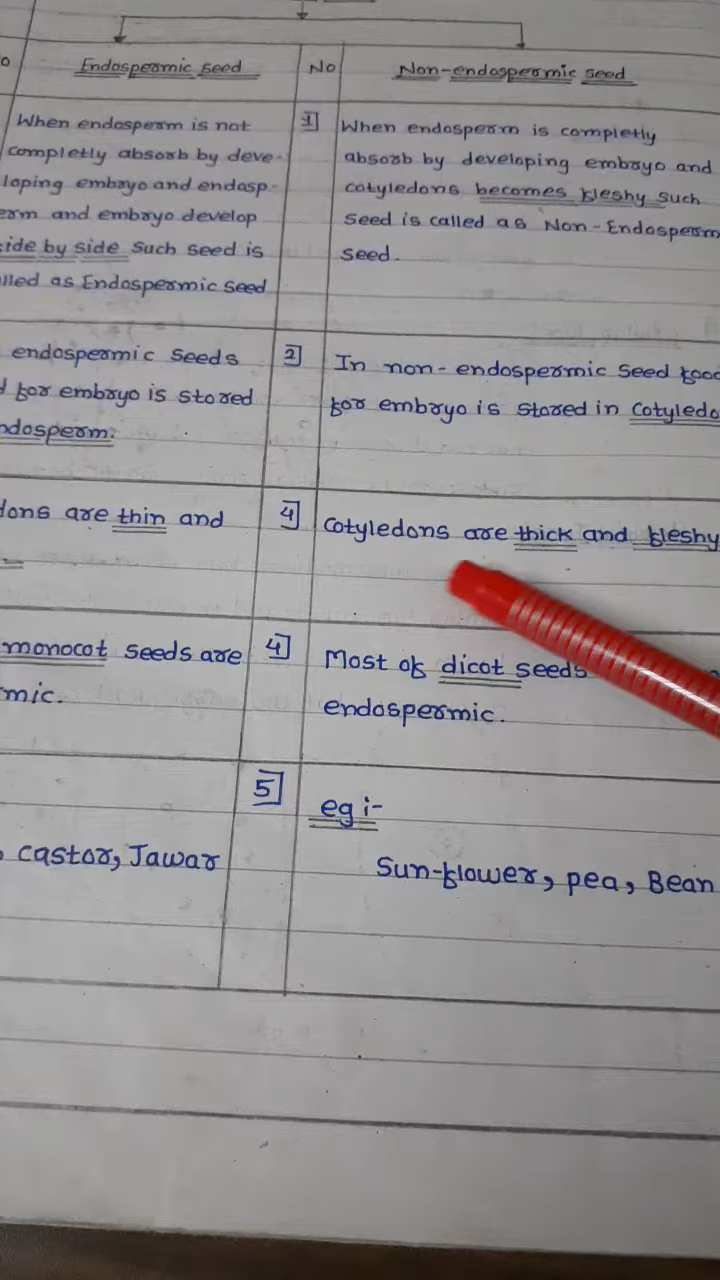 o Endospermic seed No Non-endospermic seed
When endosperm is not
completly absorb by deve-
loping embryo and endosp-
erm and embryo develop
side by side such seed is
lled as Endospermic seed
1] When endosperm is completly
absorb by developing embryo and
cotyledons becomes fleshy such
seed is called as Non-Endosperm
seed.
endospermic seeds
d for embryo is stored
ndosperm.
2] In non-endospermic seed food
for embryo is stored in cotyledo
dons are thin and
4] Cotyledons are thick and fleshy
monocot seeds are
mic.
4] Most of dicot seeds
endospermic.
castor, Jawar
5] eg:-
Sun-flower, pea, Bean